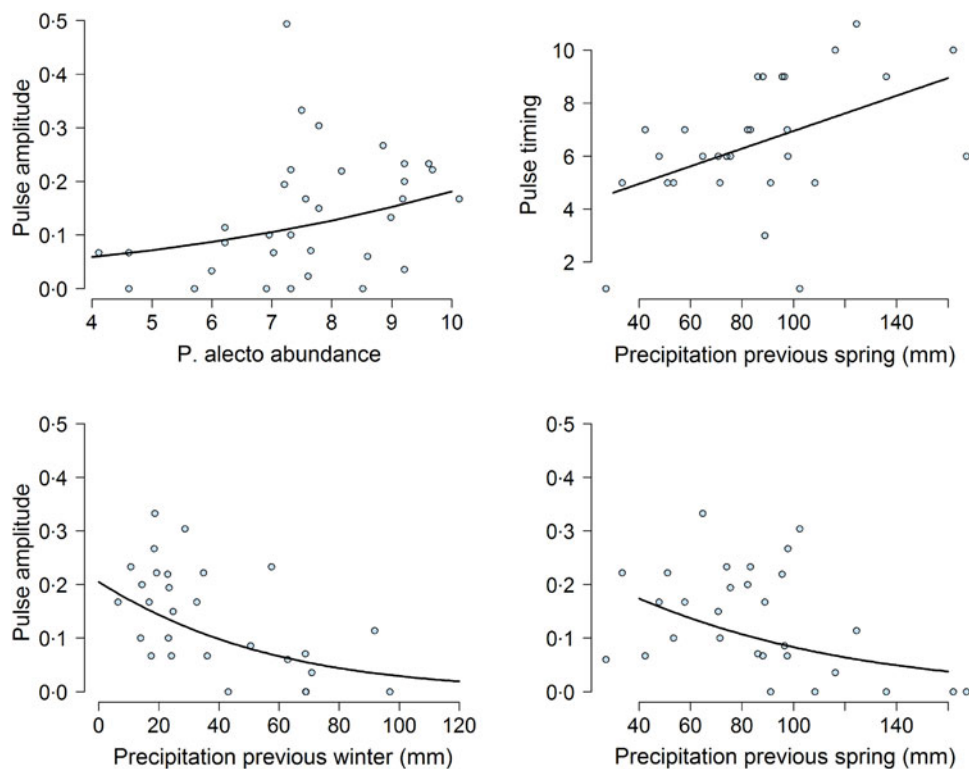 Pulse amplitude
0·5
0·4
0·3
0·2
0·1
0·0
4 5 6 7 8 9 10
P. alecto abundance
Pulse timing
10
8
6
4
2
40 60 80 100 140
Precipitation previous spring (mm)
Pulse amplitude
0·5
0·4
0·3
0·2
0·1
0·0
0 20 40 60 80 100 120
Precipitation previous winter (mm)
0·5
0·4
0·3
0·2
0·1
0·0
40 60 80 100 140
Precipitation previous spring (mm)